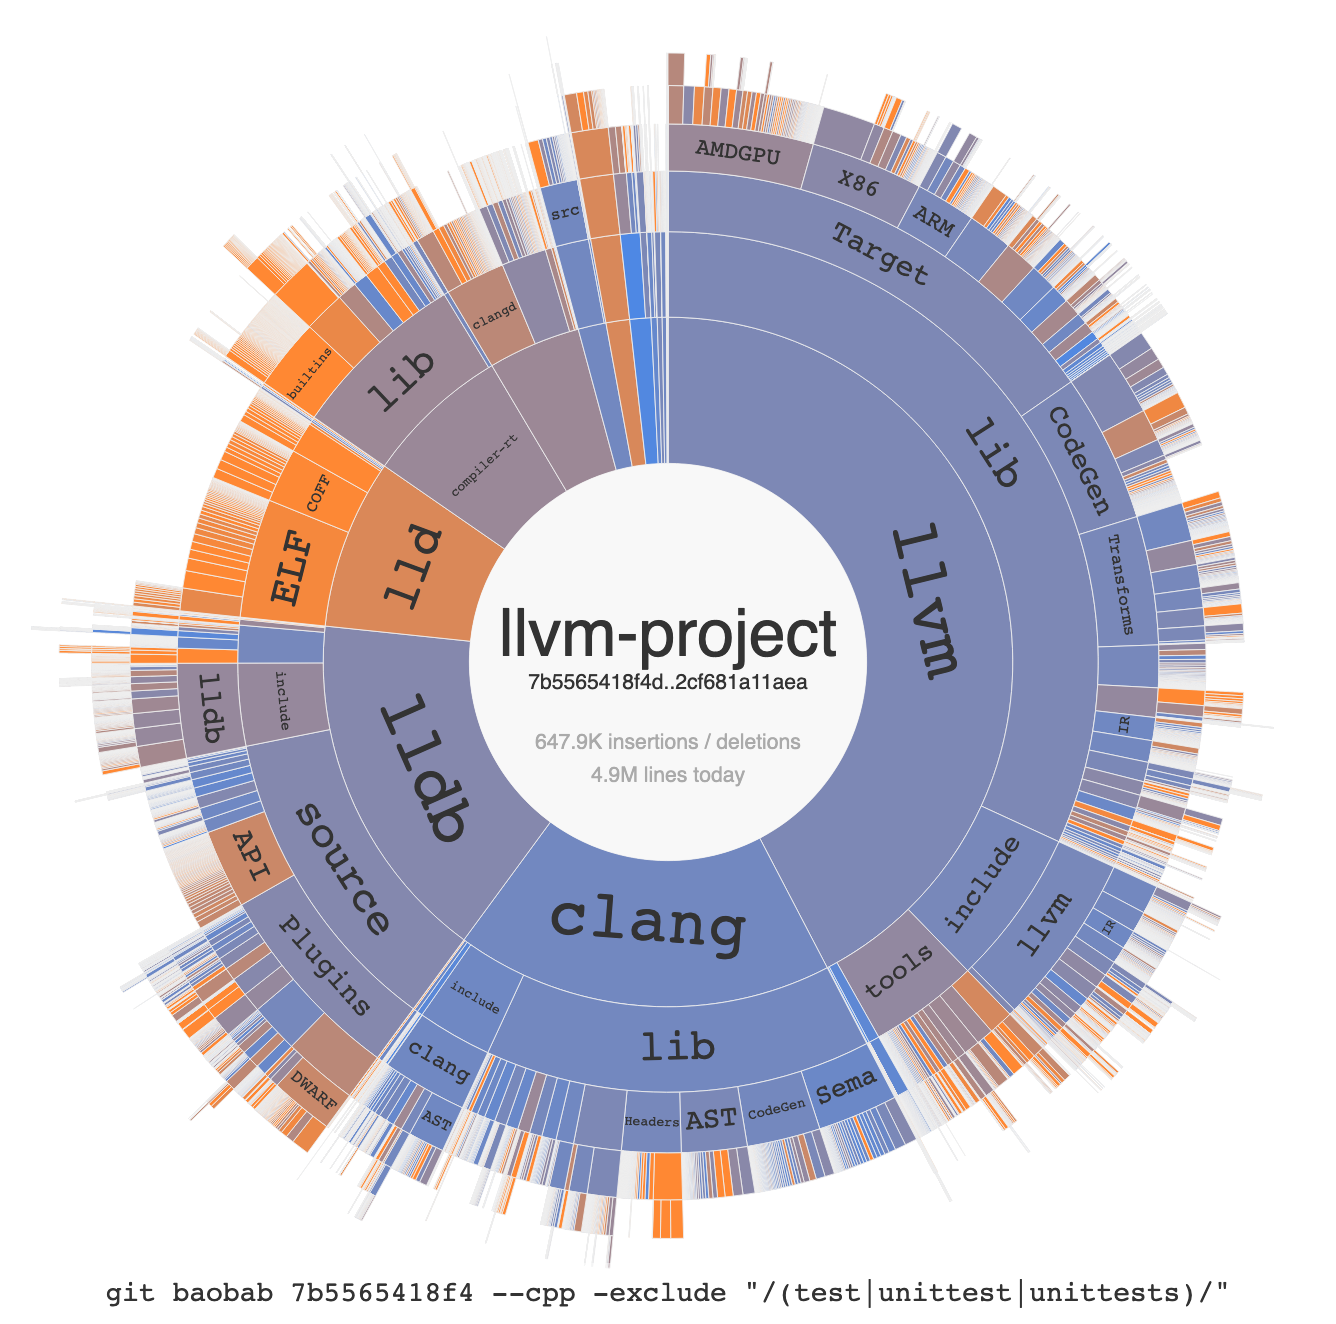 AMDGPU
X86
ARM
Target
lib
CodeGen
Transforms
IR
llvm
include
llvm
IR
tools
clang
lib
Sema
CodeGen
AST
Headers
include
clang
AST
lldb
source
Plugins
DWARF
API
include
lldb
lld
ELF
COFF
compiler-rt
lib
builtins
clangd
src
llvm-project
7b5565418f4d..2cf681a11aea
647.9K insertions / deletions
4.9M lines today
git baobab 7b5565418f4 --cpp -exclude "/(test|unittest|unittests)/"